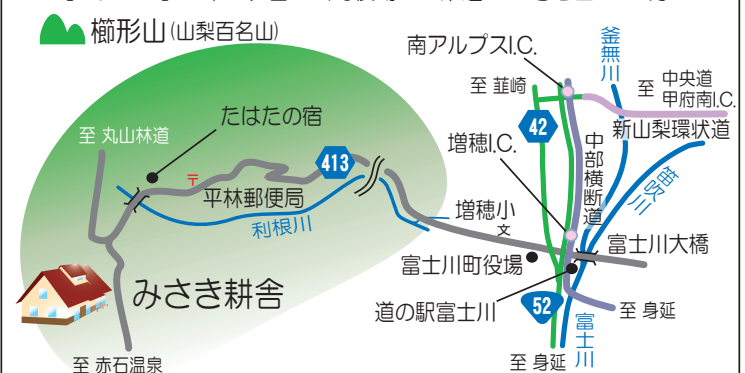 櫛形山(山梨百名山)
南アルプスI.C.
釜無川
至 韮崎
至 中央道
甲府南I.C.
42
新山梨環状道
至 丸山林道
たはたの宿
増穂I.C.
中部横断道
笛吹川
413
〒
平林郵便局
利根川
増穂小
文
富士川大橋
富士川町役場
みさき耕舎
道の駅富士川
52
至 身延
富士川
至 赤石温泉
至 身延